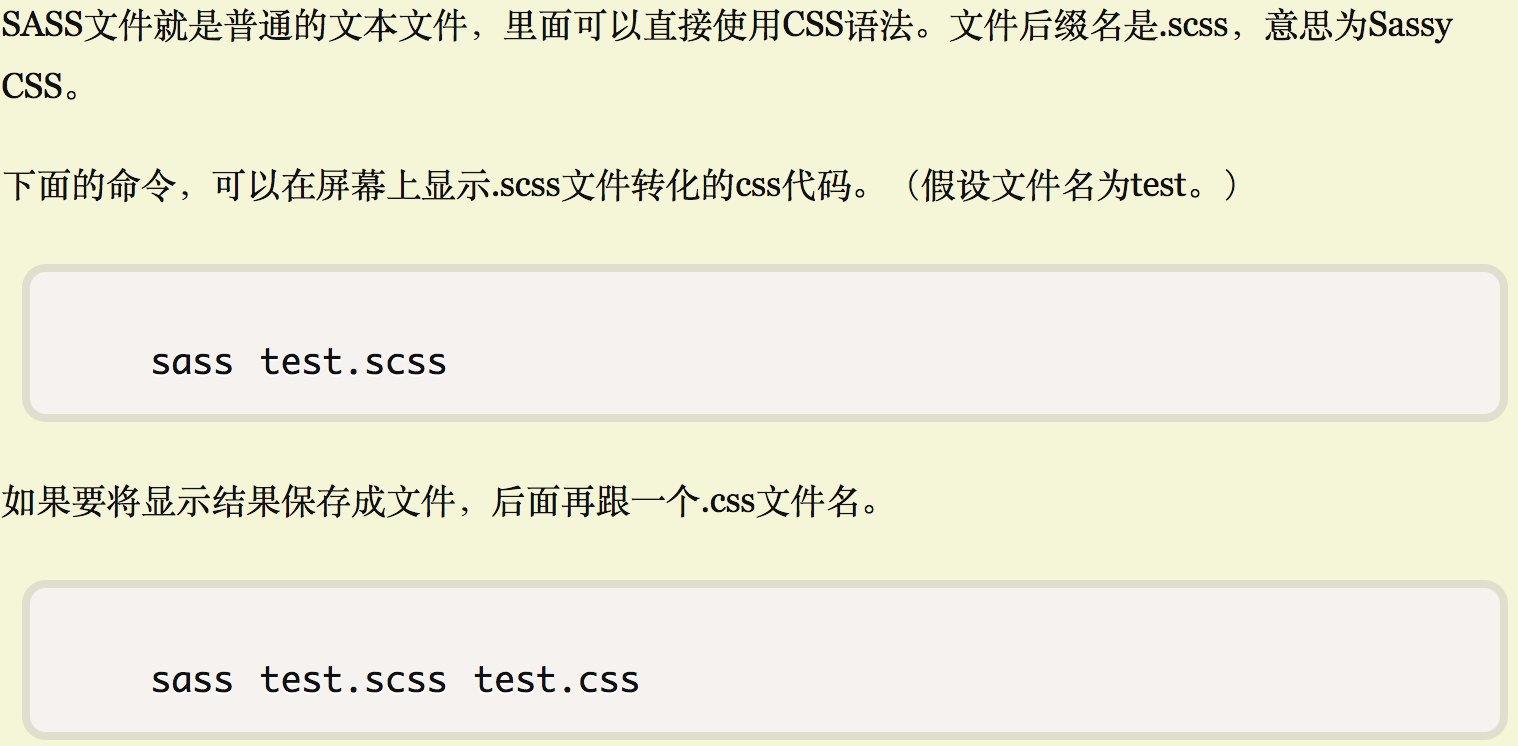 SASS文件就是普通的文本文件，里面可以直接使用CSS语法。文件后缀名是.scss，意思为Sassy
CSS。
下面的命令，可以在屏幕上显示.scss文件转化的css代码。（假设文件名为test。）
sass test.scss
如果要将显示结果保存成文件，后面再跟一个.css文件名。
sass test.scss test.css